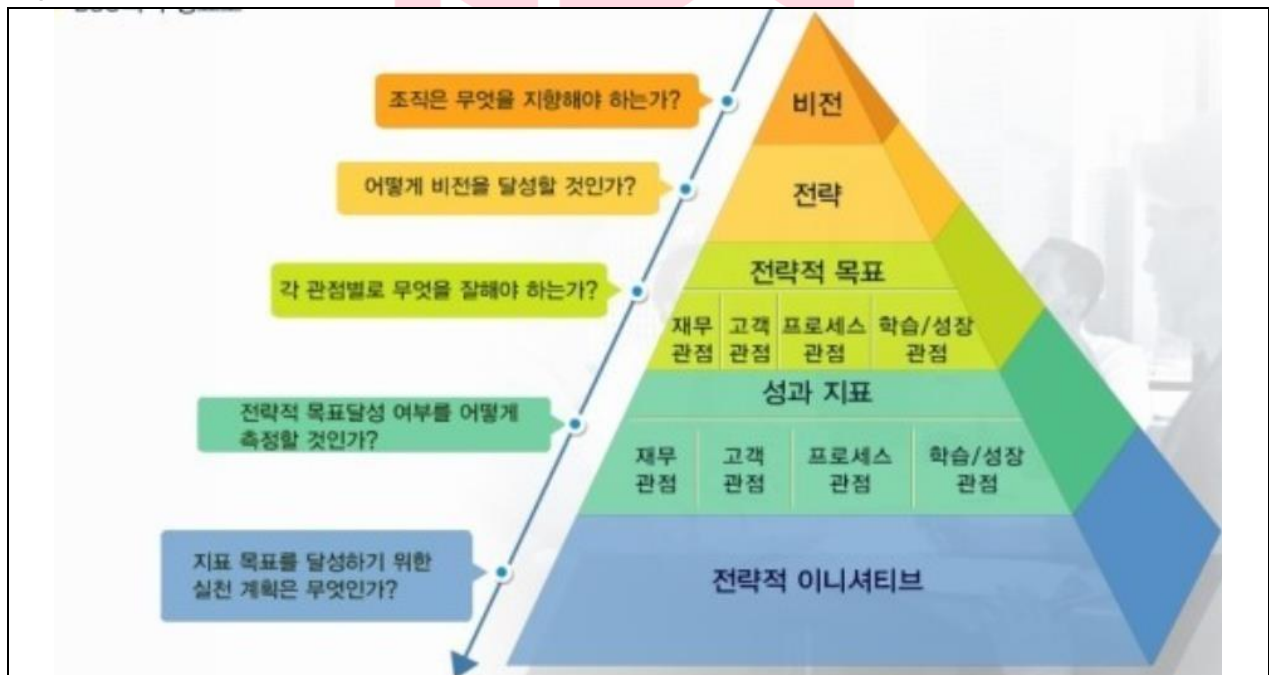 조직은 무엇을 지향해야 하는가?
비전
어떻게 비전을 달성할 것인가?
전략
각 관점별로 무엇을 잘해야 하는가?
전략적 목표
재무 고객 프로세스 학습/성장
관점 관점 관점 관점
성과 지표
전략적 목표달성 여부를 어떻게
측정할 것인가?
재무 고객 프로세스 학습/성장
관점 관점 관점 관점
지표 목표를 달성하기 위한
실천 계획은 무엇인가?
전략적 이니셔티브